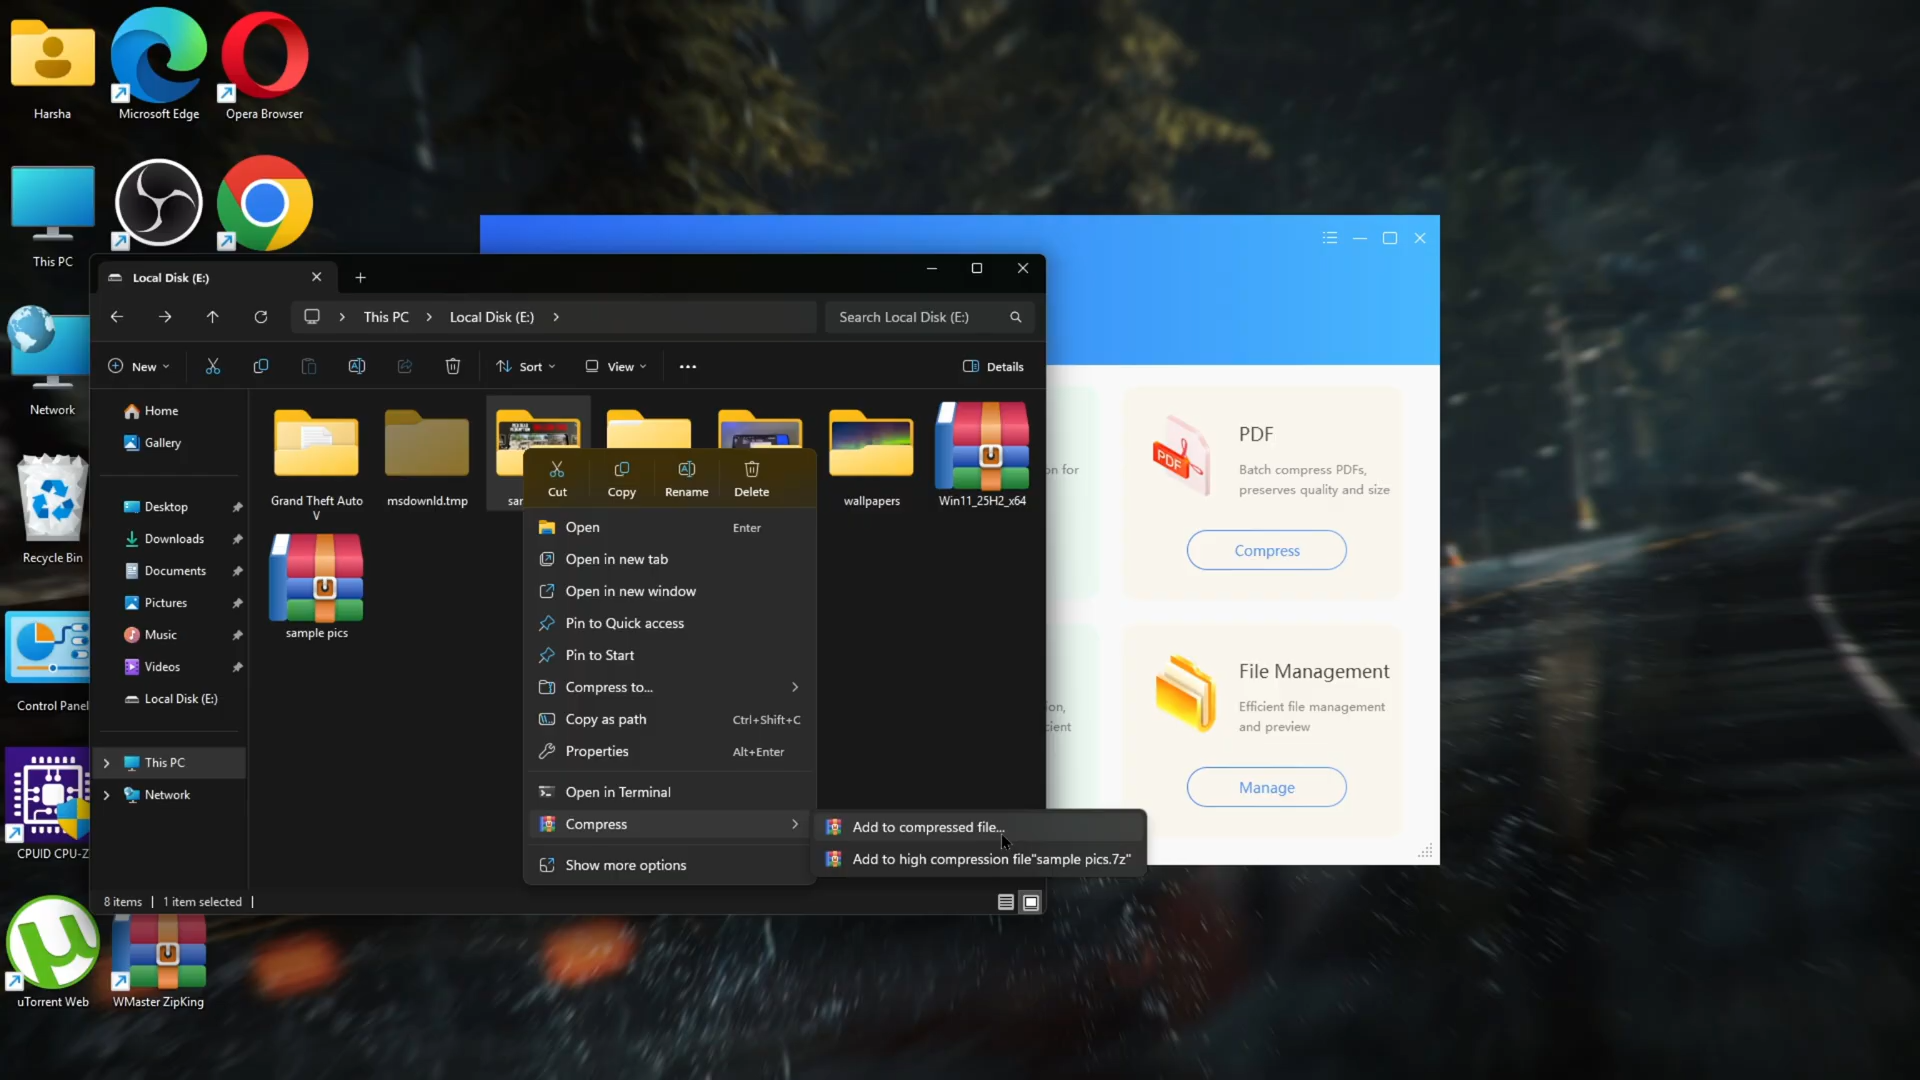 Harsha
Microsoft Edge
Opera Browser
This PC
Network
Recycle Bin
Control Panel
CPUID CPU-Z
uTorrent Web
WMaster ZipKing
Local Disk (E:)
This PC
Local Disk (E:)
Search Local Disk (E:)
New
Sort
View
Details
Home
Gallery
Desktop
Downloads
Documents
Pictures
Music
Videos
Local Disk (E:)
This PC
Network
Grand Theft Auto
V
msdownld.tmp
sar
wallpapers
Win11_25H2_x64
sample pics
Cut
Copy
Rename
Delete
Open Enter
Open in new tab
Open in new window
Pin to Quick access
Pin to Start
Compress to...
Copy as path Ctrl+Shift+C
Properties Alt+Enter
Open in Terminal
Compress
Show more options
Add to compressed file...
Add to high compression file"sample pics.7z"
8 items
1 item selected
on for
PDF
PDF
Batch compress PDFs,
preserves quality and size
Compress
ion,
cient
File Management
Efficient file management
and preview
Manage